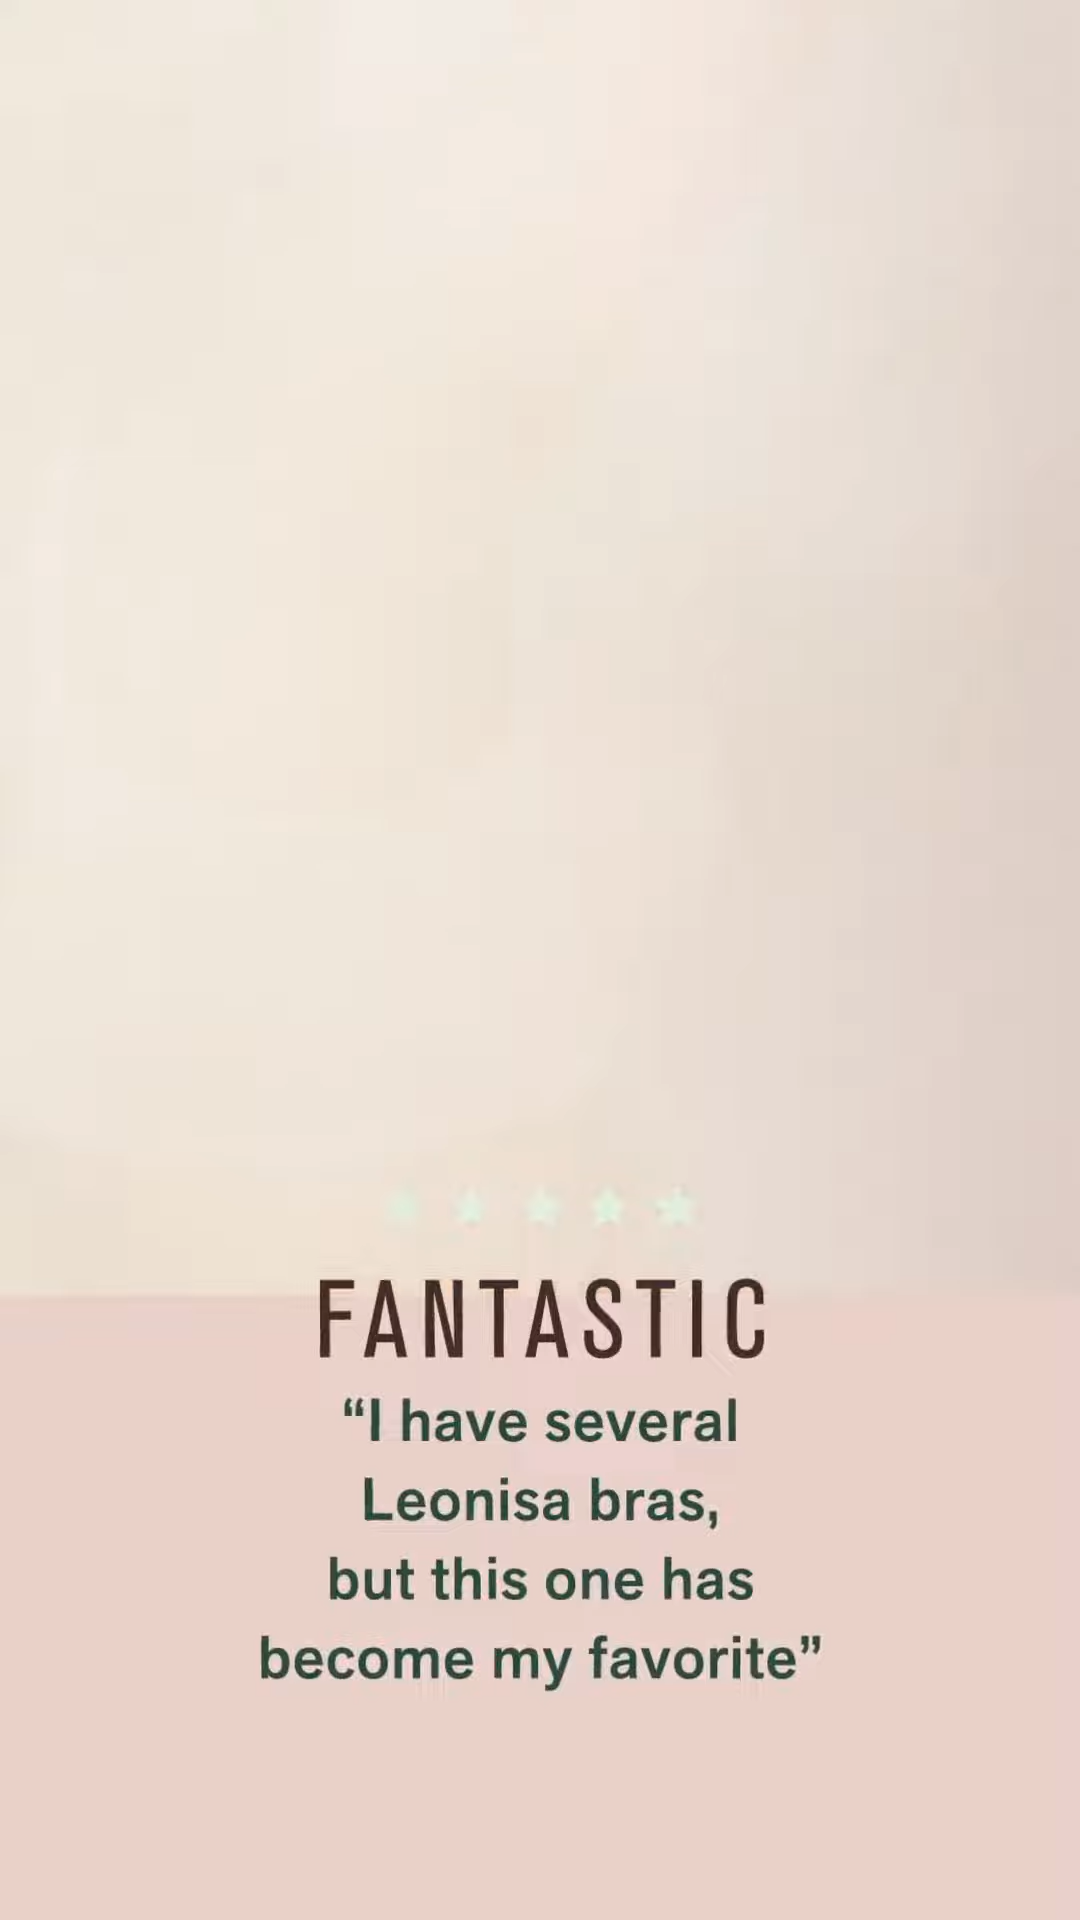 FANTASTIC
“I have several
Leonisa bras,
but this one has
become my favorite”